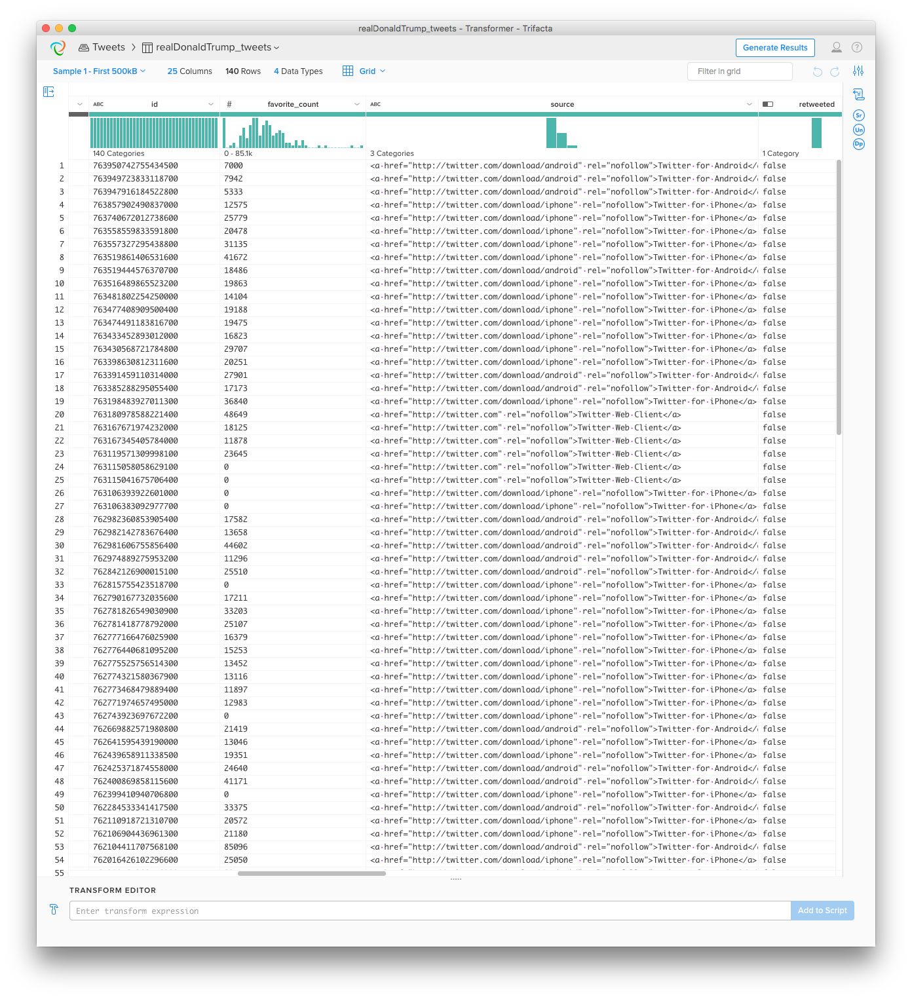 realDonaldTrump_tweets - Transformer - Trifacta
Tweets > realDonaldTrump_tweets
Generate Results
?
Sample 1 - First 500kB 25 Columns 140 Rows 4 Data Types Grid
Filter in grid
ABC id # favorite_count ABC source retweeted
Sr
Un
Dp
140 Categories 0 - 85.1k 3 Categories 1 Category
1 763950742755434500 7000 <a·href="http://twitter.com/download/android"·rel="nofollow">Twitter·for·Android</ false
2 763949723833118700 7942 <a·href="http://twitter.com/download/android"·rel="nofollow">Twitter·for·Android</ false
3 763947916184522800 5333 <a·href="http://twitter.com/download/android"·rel="nofollow">Twitter·for·Android</ false
4 763857902490837000 12575 <a·href="http://twitter.com/download/iphone"·rel="nofollow">Twitter·for·iPhone</a> false
5 763740672012738600 25779 <a·href="http://twitter.com/download/iphone"·rel="nofollow">Twitter·for·iPhone</a> false
6 763558559833591800 20478 <a·href="http://twitter.com/download/iphone"·rel="nofollow">Twitter·for·iPhone</a> false
7 763557327295438800 31135 <a·href="http://twitter.com/download/iphone"·rel="nofollow">Twitter·for·iPhone</a> false
8 763519861406531600 41672 <a·href="http://twitter.com/download/iphone"·rel="nofollow">Twitter·for·iPhone</a> false
9 763519444576370700 18486 <a·href="http://twitter.com/download/android"·rel="nofollow">Twitter·for·Android</ false
10 763516489865523200 19863 <a·href="http://twitter.com/download/iphone"·rel="nofollow">Twitter·for·iPhone</a> false
11 763481802254250000 14104 <a·href="http://twitter.com/download/iphone"·rel="nofollow">Twitter·for·iPhone</a> false
12 763477408909500400 19188 <a·href="http://twitter.com/download/iphone"·rel="nofollow">Twitter·for·iPhone</a> false
13 763474491183816700 19475 <a·href="http://twitter.com/download/iphone"·rel="nofollow">Twitter·for·iPhone</a> false
14 763433452893012000 16823 <a·href="http://twitter.com/download/iphone"·rel="nofollow">Twitter·for·iPhone</a> false
15 763430568721784800 29707 <a·href="http://twitter.com/download/iphone"·rel="nofollow">Twitter·for·iPhone</a> false
16 763398630812311600 20251 <a·href="http://twitter.com/download/iphone"·rel="nofollow">Twitter·for·iPhone</a> false
17 763391459110314000 27901 <a·href="http://twitter.com/download/android"·rel="nofollow">Twitter·for·Android</ false
18 763385288295055400 17173 <a·href="http://twitter.com/download/android"·rel="nofollow">Twitter·for·Android</ false
19 763198483927011300 36840 <a·href="http://twitter.com/download/iphone"·rel="nofollow">Twitter·for·iPhone</a> false
20 763180978588221400 48649 <a·href="http://twitter.com"·rel="nofollow">Twitter·Web·Client</a> false
21 763167671974232000 18125 <a·href="http://twitter.com"·rel="nofollow">Twitter·Web·Client</a> false
22 763167345405784000 11878 <a·href="http://twitter.com"·rel="nofollow">Twitter·Web·Client</a> false
23 763119571309998100 23645 <a·href="http://twitter.com"·rel="nofollow">Twitter·Web·Client</a> false
24 763115058058629100 0 <a·href="http://twitter.com"·rel="nofollow">Twitter·Web·Client</a> false
25 763115041675706400 0 <a·href="http://twitter.com"·rel="nofollow">Twitter·Web·Client</a> false
26 763106393922601000 0 <a·href="http://twitter.com/download/iphone"·rel="nofollow">Twitter·for·iPhone</a> false
27 763106383092977700 0 <a·href="http://twitter.com/download/iphone"·rel="nofollow">Twitter·for·iPhone</a> false
28 762982360853905400 17582 <a·href="http://twitter.com/download/android"·rel="nofollow">Twitter·for·Android</ false
29 762982142783676400 13658 <a·href="http://twitter.com/download/android"·rel="nofollow">Twitter·for·Android</ false
30 762981606755856400 44602 <a·href="http://twitter.com/download/android"·rel="nofollow">Twitter·for·Android</ false
31 762974889275953200 11296 <a·href="http://twitter.com/download/android"·rel="nofollow">Twitter·for·Android</ false
32 762842126900015100 25510 <a·href="http://twitter.com/download/android"·rel="nofollow">Twitter·for·Android</ false
33 762815755423518700 0 <a·href="http://twitter.com/download/iphone"·rel="nofollow">Twitter·for·iPhone</a> false
34 762790167732035600 17211 <a·href="http://twitter.com/download/iphone"·rel="nofollow">Twitter·for·iPhone</a> false
35 762781826549030900 33203 <a·href="http://twitter.com/download/iphone"·rel="nofollow">Twitter·for·iPhone</a> false
36 762781418778792000 25107 <a·href="http://twitter.com/download/iphone"·rel="nofollow">Twitter·for·iPhone</a> false
37 762777166476025900 16379 <a·href="http://twitter.com/download/iphone"·rel="nofollow">Twitter·for·iPhone</a> false
38 762776440681095200 15253 <a·href="http://twitter.com/download/iphone"·rel="nofollow">Twitter·for·iPhone</a> false
39 762775525756514300 13452 <a·href="http://twitter.com/download/iphone"·rel="nofollow">Twitter·for·iPhone</a> false
40 762774321580367900 13116 <a·href="http://twitter.com/download/iphone"·rel="nofollow">Twitter·for·iPhone</a> false
41 762773468479889400 11897 <a·href="http://twitter.com/download/iphone"·rel="nofollow">Twitter·for·iPhone</a> false
42 762771974657495000 12983 <a·href="http://twitter.com/download/iphone"·rel="nofollow">Twitter·for·iPhone</a> false
43 762743923697672200 0 <a·href="http://twitter.com/download/iphone"·rel="nofollow">Twitter·for·iPhone</a> false
44 762669882571980800 21419 <a·href="http://twitter.com/download/android"·rel="nofollow">Twitter·for·Android</ false
45 762641595439190000 13046 <a·href="http://twitter.com/download/iphone"·rel="nofollow">Twitter·for·iPhone</a> false
46 762439658911338500 19351 <a·href="http://twitter.com/download/iphone"·rel="nofollow">Twitter·for·iPhone</a> false
47 762425371874558000 24640 <a·href="http://twitter.com/download/android"·rel="nofollow">Twitter·for·Android</ false
48 762400869858115600 41171 <a·href="http://twitter.com/download/android"·rel="nofollow">Twitter·for·Android</ false
49 762399410940706800 0 <a·href="http://twitter.com/download/iphone"·rel="nofollow">Twitter·for·iPhone</a> false
50 762284533341417500 33375 <a·href="http://twitter.com/download/android"·rel="nofollow">Twitter·for·Android</ false
51 762110918721310700 20572 <a·href="http://twitter.com/download/iphone"·rel="nofollow">Twitter·for·iPhone</a> false
52 762106904436961300 21180 <a·href="http://twitter.com/download/iphone"·rel="nofollow">Twitter·for·iPhone</a> false
53 762104411707568100 85096 <a·href="http://twitter.com/download/android"·rel="nofollow">Twitter·for·Android</ false
54 762016426102296600 25050 <a·href="http://twitter.com/download/iphone"·rel="nofollow">Twitter·for·iPhone</a> false
55
TRANSFORM EDITOR
Enter transform expression
Add to Script